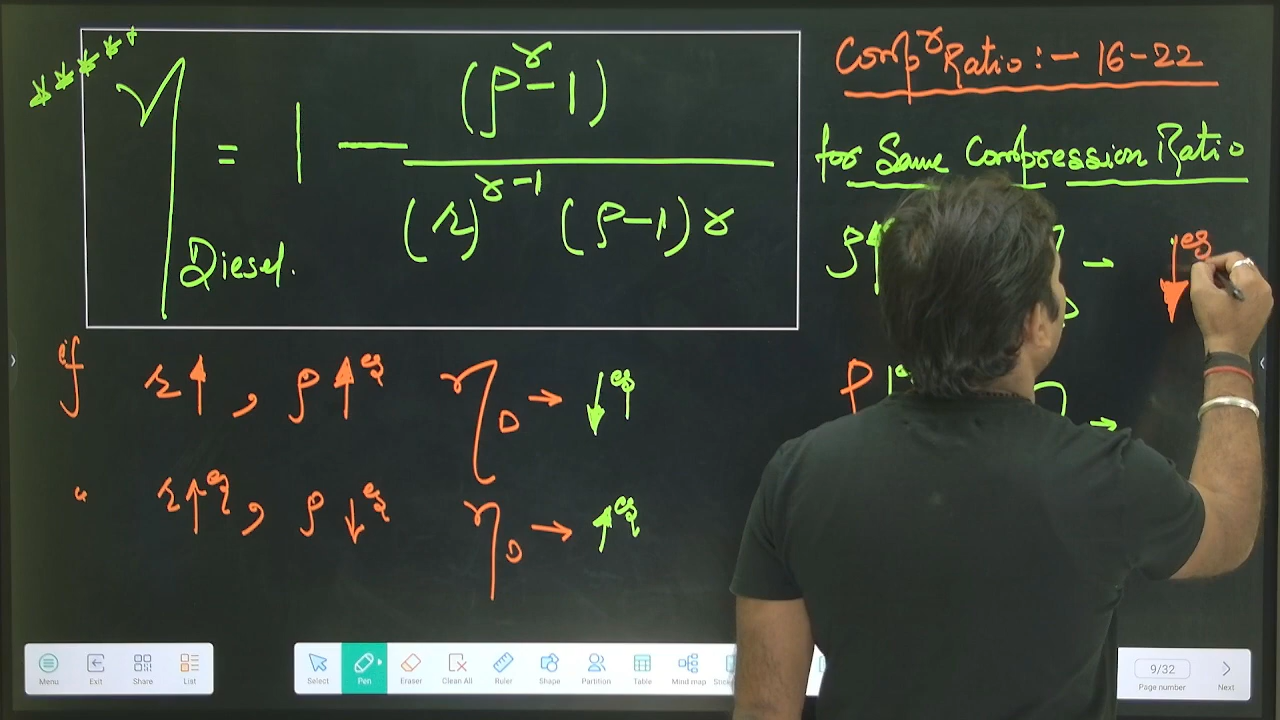 ★★★★★
η Diesel. = 1 − (ρ^γ−1) / (r)^γ−1 (ρ−1)γ
if r↑, ρ↑es η_D → ↓es
" r↑es, ρ↓es η_D → ↑es
Comp^r Ratio :- 16-22
for Same Compression Ratio
ρ↑ → ↓es
ρ →
Menu Exit Share List
Select Pen Eraser Clean All Ruler Shape Partition Table Mind map
9/32
Page number Next